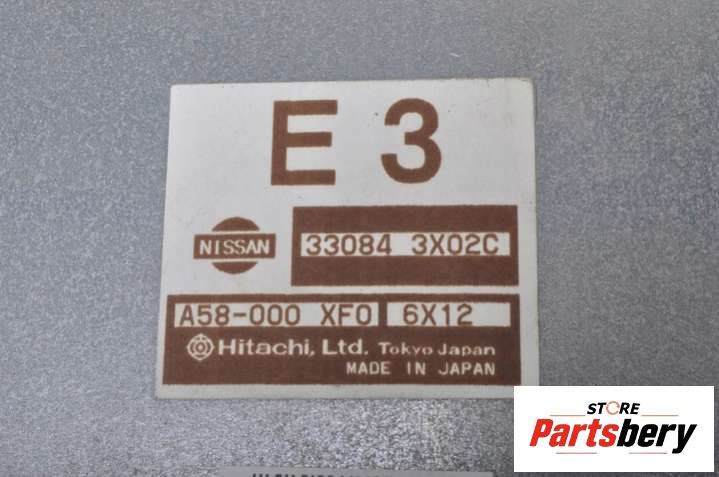 E 3
NISSAN
33084 3X02C
A58-000 XF0 6X12
Hitachi, Ltd. Tokyo Japan
MADE IN JAPAN
STORE
Partsbery